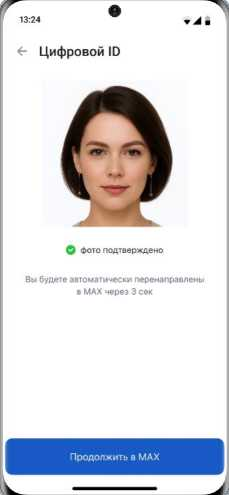 13:24
← Цифровой ID
фото подтверждено
Вы будете автоматически перенаправлены
в MAX через 3 сек
Продолжить в MAX